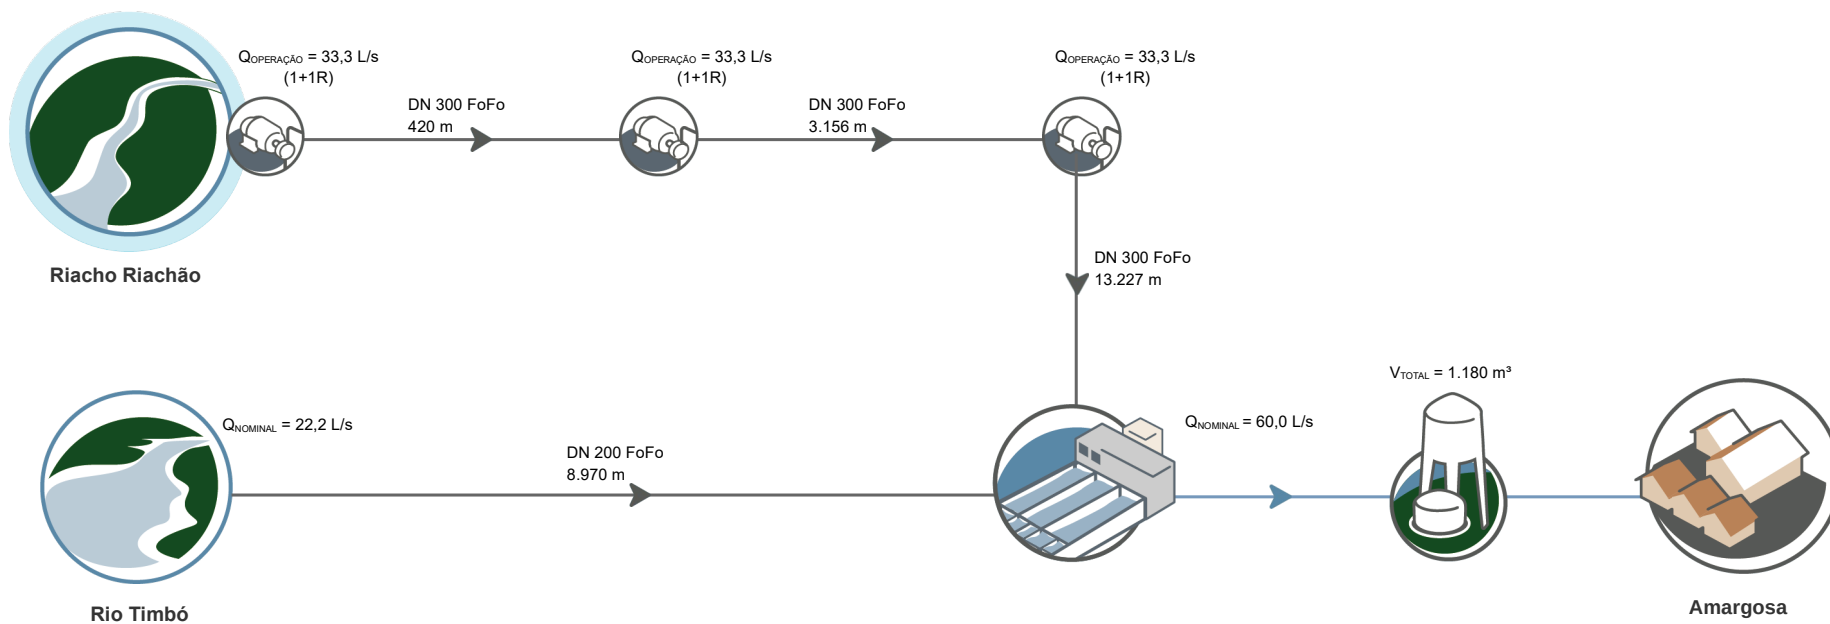 QOPERAÇÃO = 33,3 L/s
(1+1R)
DN 300 FoFo
420 m
QOPERAÇÃO = 33,3 L/s
(1+1R)
DN 300 FoFo
3.156 m
QOPERAÇÃO = 33,3 L/s
(1+1R)
Riacho Riachão
DN 300 FoFo
13.227 m
QNOMINAL = 22,2 L/s
DN 200 FoFo
8.970 m
QNOMINAL = 60,0 L/s
VTOTAL = 1.180 m³
Rio Timbó
Amargosa